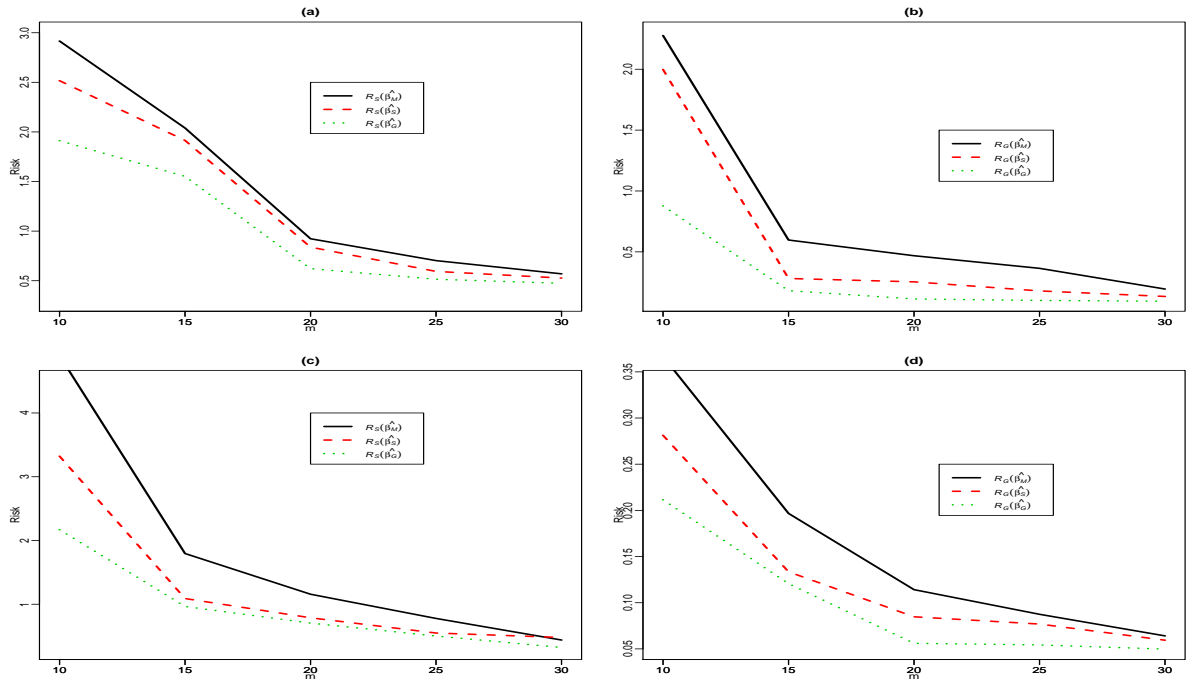 (a)
3.0
2.5
2.0
1.5
1.0
0.5
Risk
R_S(β̂_M)
R_S(β̂_S)
R_S(β̂_G)
10 15 20 25 30
m
(b)
2.0
1.5
1.0
0.5
Risk
R_G(β̂_M)
R_G(β̂_S)
R_G(β̂_G)
10 15 20 25 30
m
(c)
4
3
2
1
Risk
R_S(β̂_M)
R_S(β̂_S)
R_S(β̂_G)
10 15 20 25 30
m
(d)
0.35
0.30
0.25
0.20
0.15
0.10
0.05
Risk
R_G(β̂_M)
R_G(β̂_S)
R_G(β̂_G)
10 15 20 25 30
m